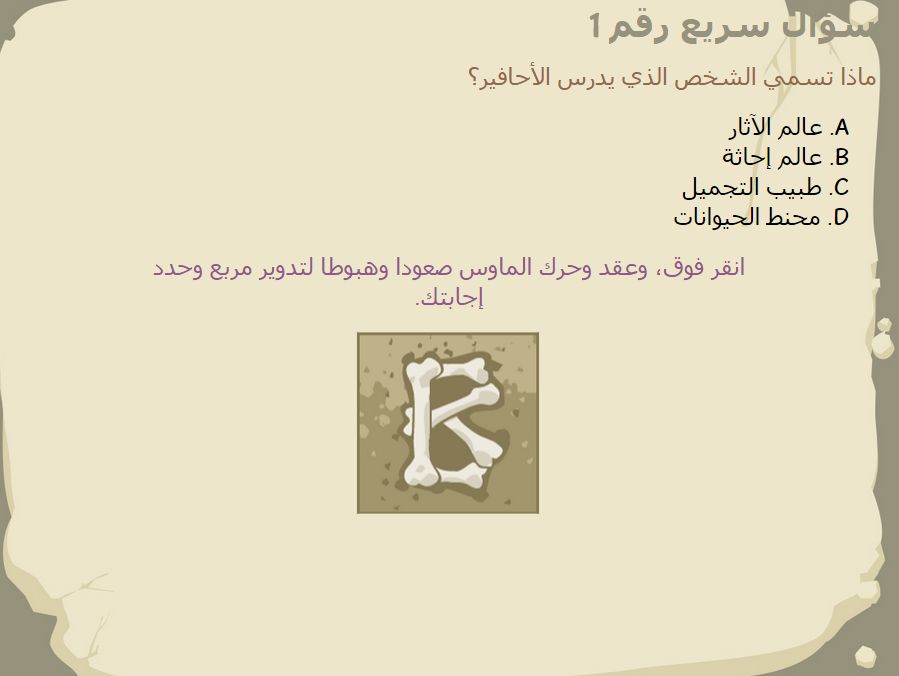 سؤال سريع رقم 1
ماذا تسمي الشخص الذي يدرس الأحافير؟
A. عالم الآثار
B. عالم إحاثة
C. طبيب التجميل
D. محنط الحيوانات
انقر فوق، وعقد وحرك الماوس صعودا وهبوطا لتدوير مربع وحدد
إجابتك.